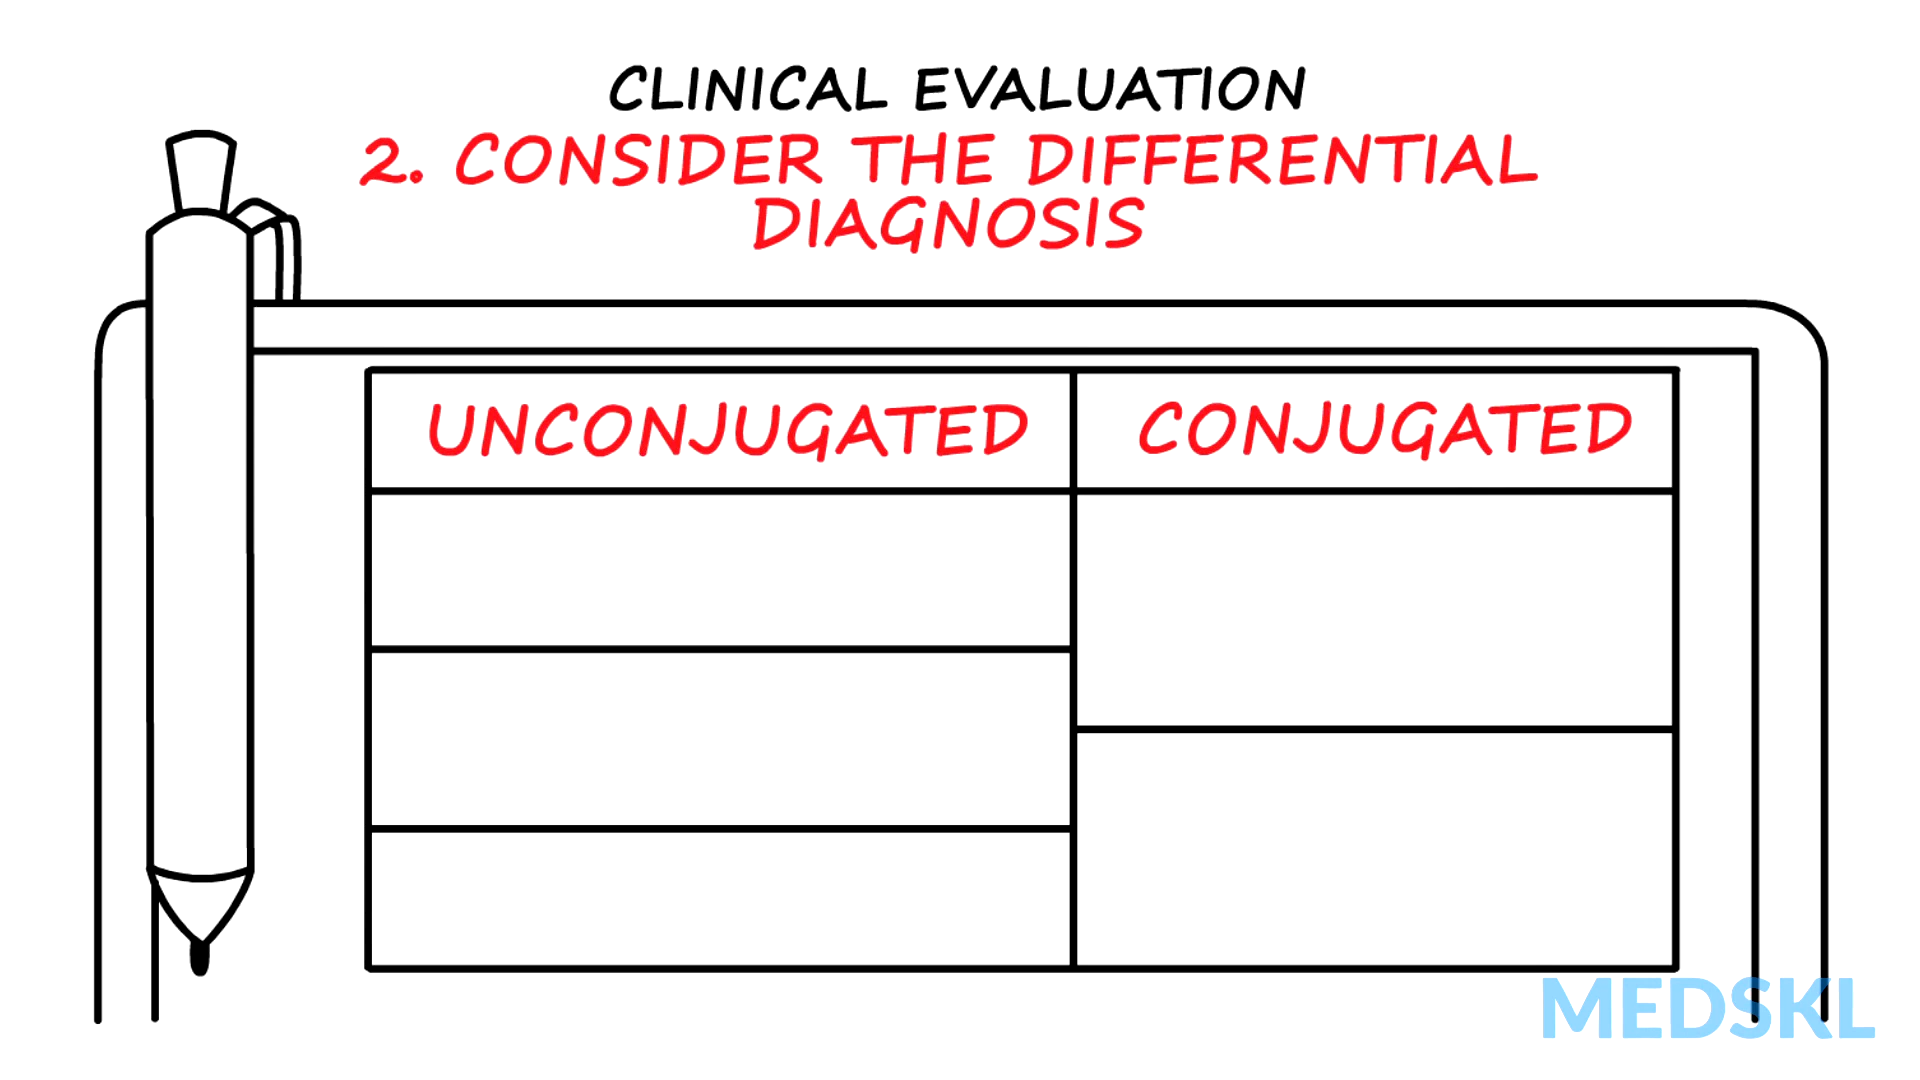 CLINICAL EVALUATION
2. CONSIDER THE DIFFERENTIAL
DIAGNOSIS
UNCONJUGATED
CONJUGATED
MEDSKL